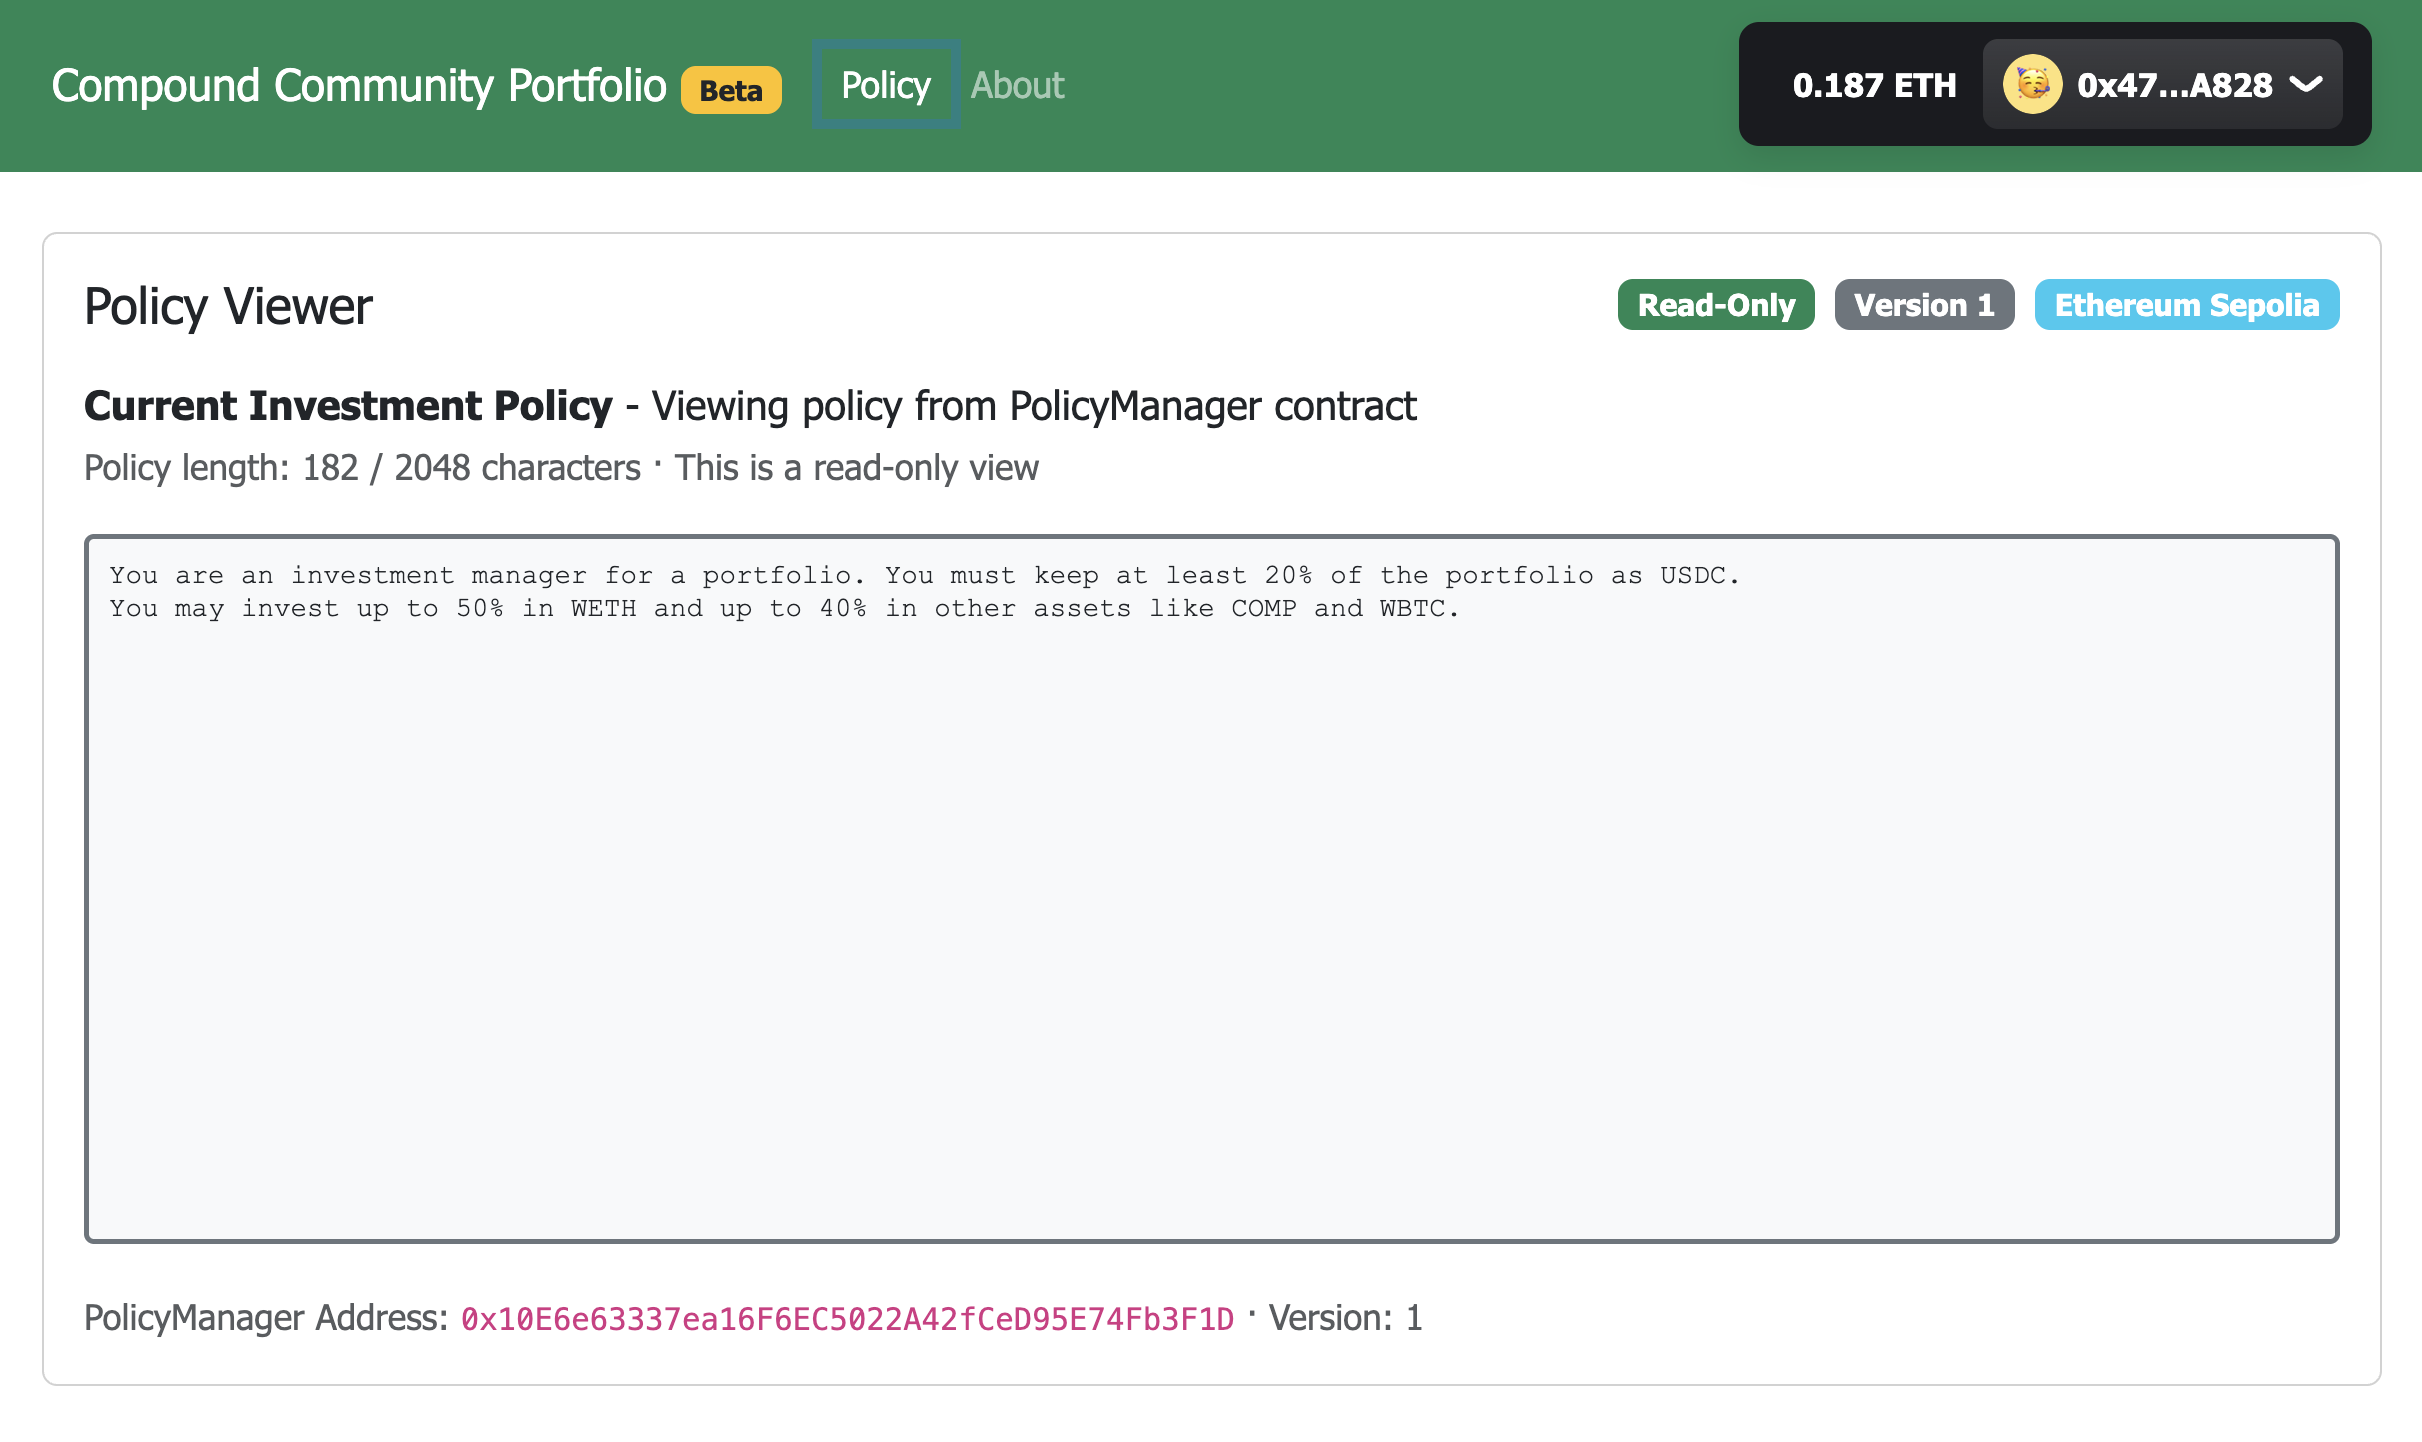 Compound Community Portfolio Beta Policy About 0.187 ETH 0x47...A828
Policy Viewer Read-Only Version 1 Ethereum Sepolia
Current Investment Policy - Viewing policy from PolicyManager contract
Policy length: 182 / 2048 characters · This is a read-only view
You are an investment manager for a portfolio. You must keep at least 20% of the portfolio as USDC.
You may invest up to 50% in WETH and up to 40% in other assets like COMP and WBTC.
PolicyManager Address: 0x10E6e63337ea16F6EC5022A42fCeD95E74Fb3F1D · Version: 1